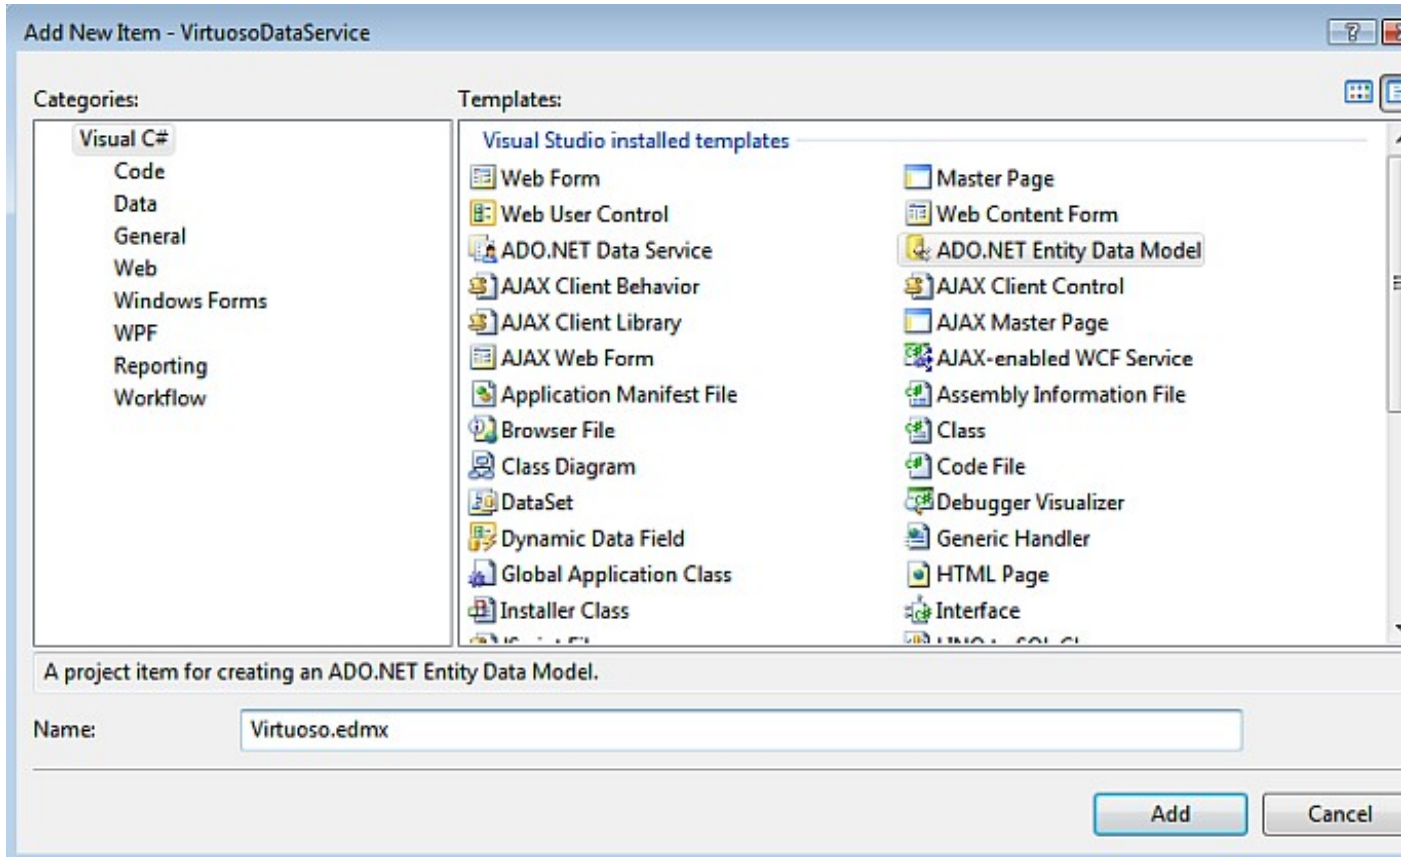 Add New Item - VirtuosoDataService
Categories:
Templates:
Visual C#
Code
Data
General
Web
Windows Forms
WPF
Reporting
Workflow
Visual Studio installed templates
Web Form
Master Page
Web User Control
Web Content Form
ADO.NET Data Service
ADO.NET Entity Data Model
AJAX Client Behavior
AJAX Client Control
AJAX Client Library
AJAX Master Page
AJAX Web Form
AJAX-enabled WCF Service
Application Manifest File
Assembly Information File
Browser File
Class
Class Diagram
Code File
DataSet
Debugger Visualizer
Dynamic Data Field
Generic Handler
Global Application Class
HTML Page
Installer Class
Interface
A project item for creating an ADO.NET Entity Data Model.
Name:
Virtuoso.edmx
Add
Cancel